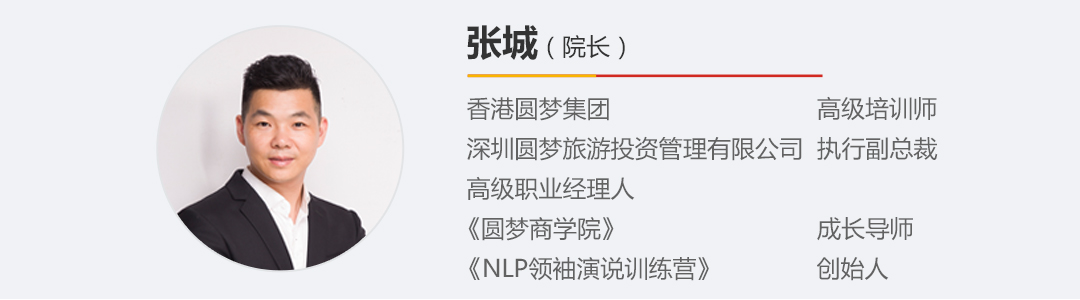 张城（院长）
香港圆梦集团 高级培训师
深圳圆梦旅游投资管理有限公司 执行副总裁
高级职业经理人
《圆梦商学院》 成长导师
《NLP领袖演说训练营》 创始人